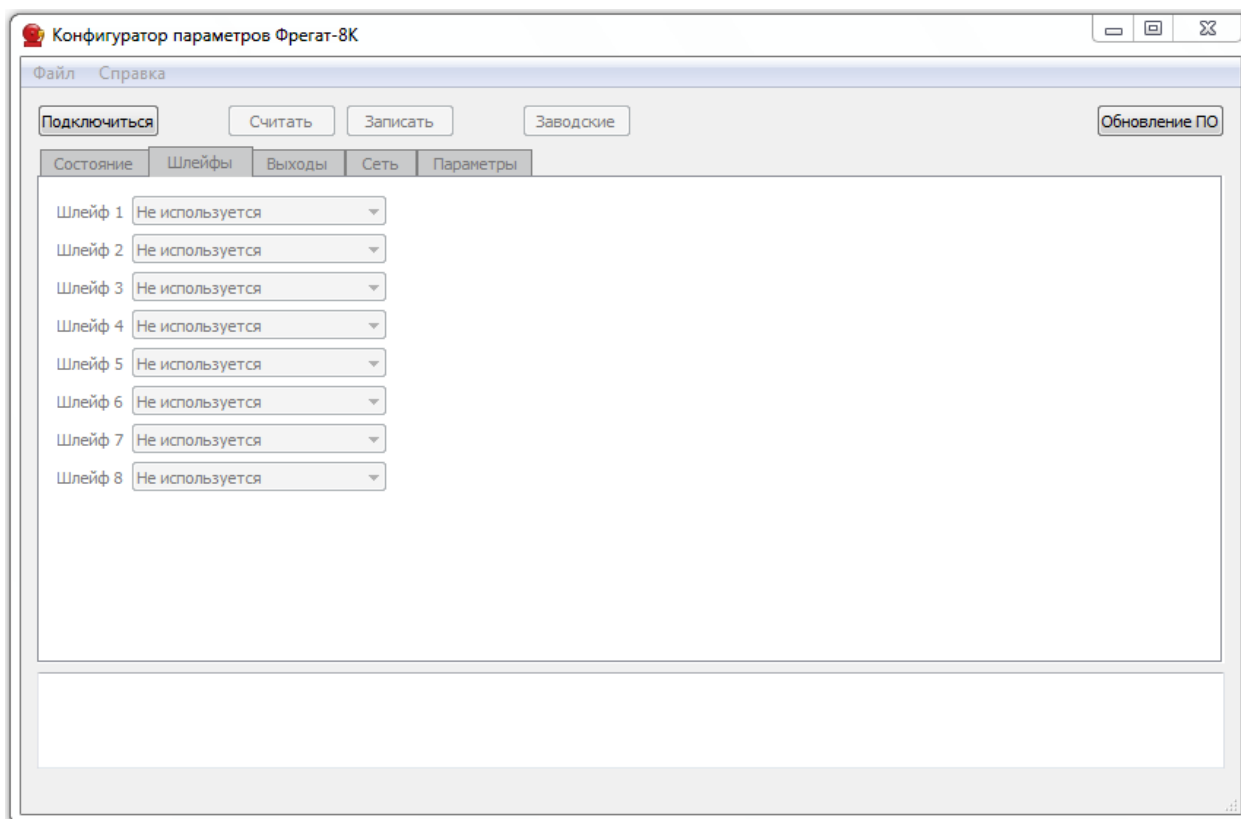 Конфигуратор параметров Фрегат-8К
Файл Справка
Подключиться Считать Записать Заводские Обновление ПО
Состояние Шлейфы Выходы Сеть Параметры
Шлейф 1 Не используется
Шлейф 2 Не используется
Шлейф 3 Не используется
Шлейф 4 Не используется
Шлейф 5 Не используется
Шлейф 6 Не используется
Шлейф 7 Не используется
Шлейф 8 Не используется